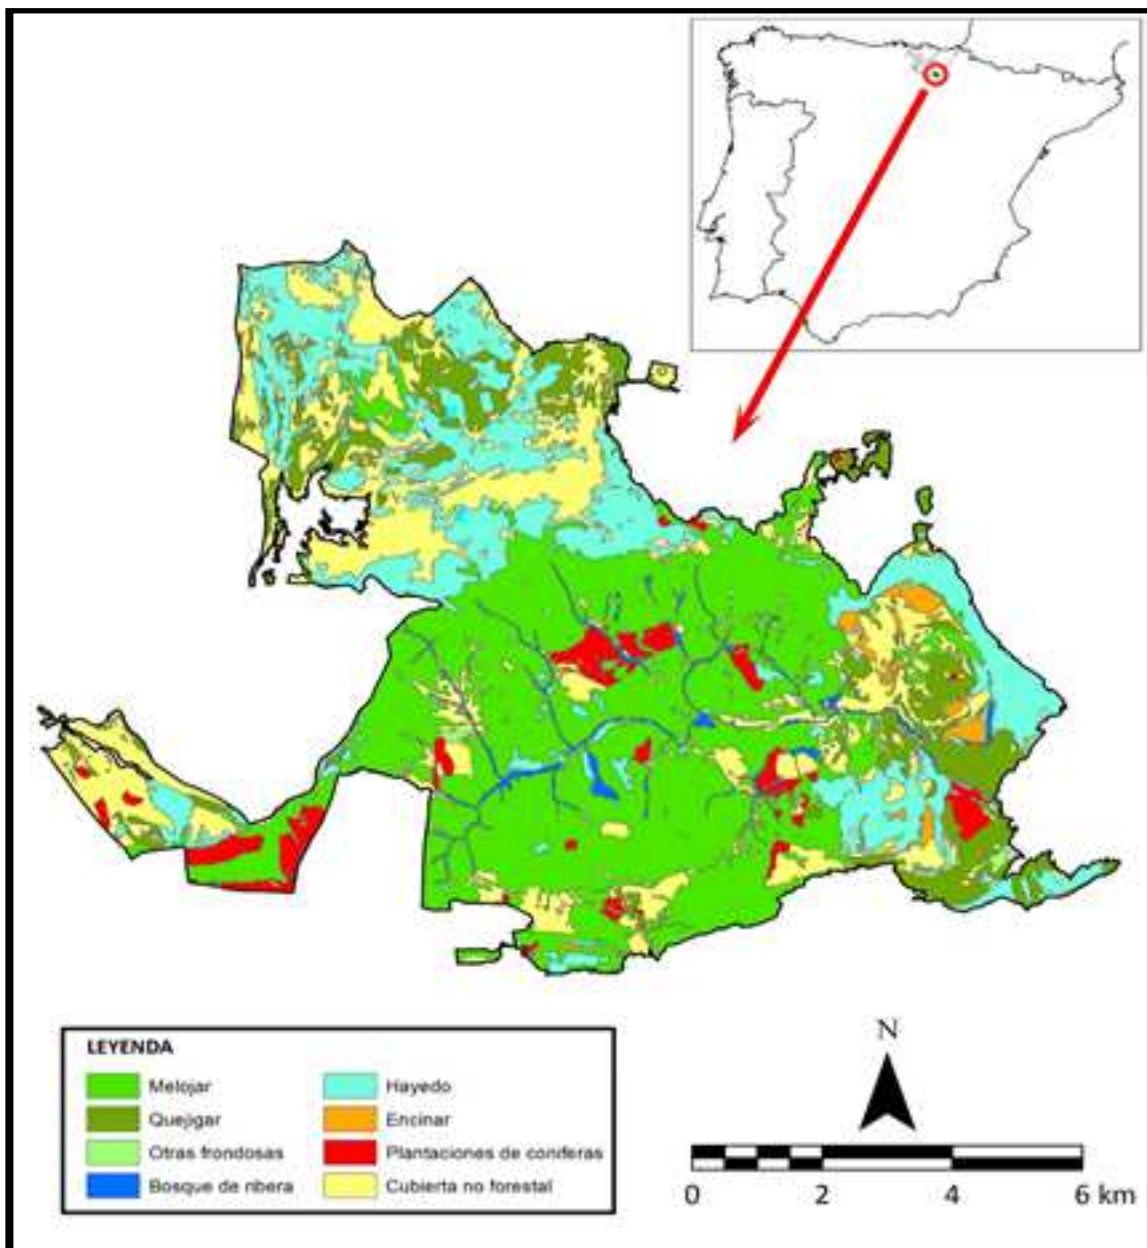 LEYENDA
Melojar
Hayedo
Quejigar
Encinar
Otras frondosas
Plantaciones de coniferas
Bosque de ribera
Cubierta no forestal
N
0 2 4 6 km